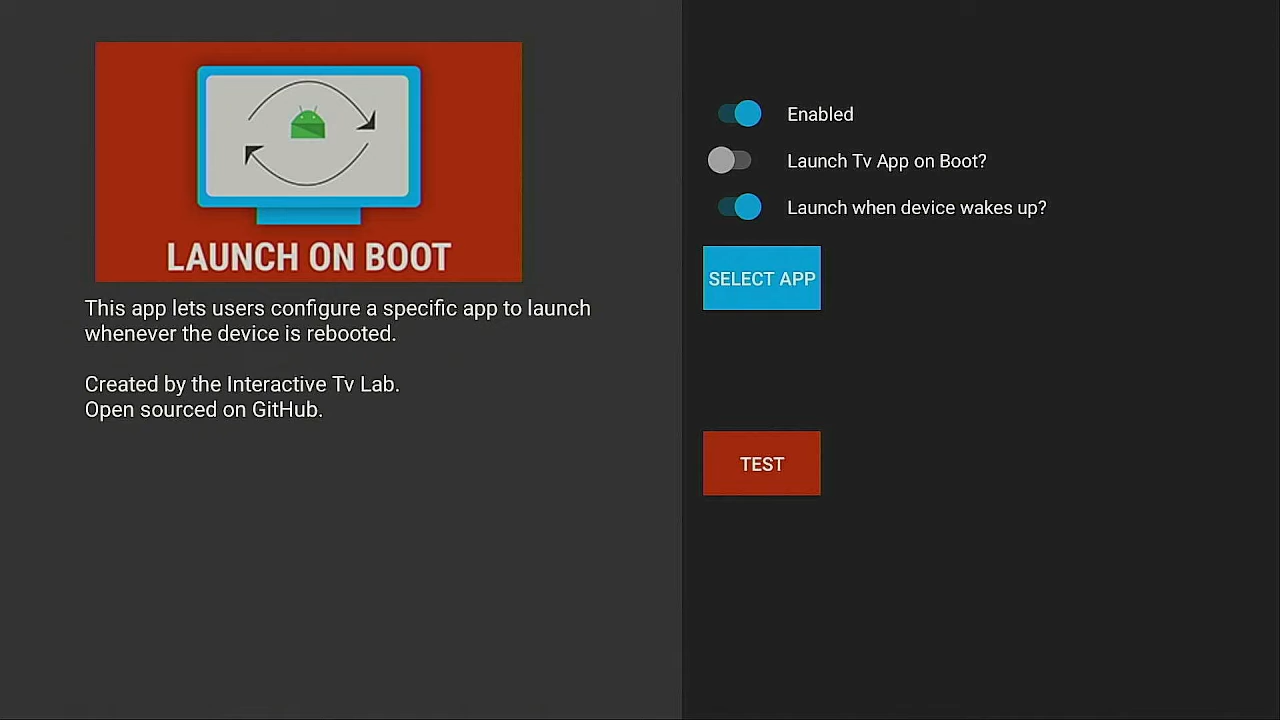 LAUNCH ON BOOT
This app lets users configure a specific app to launch
whenever the device is rebooted.
Created by the Interactive Tv Lab.
Open sourced on GitHub.
Enabled
Launch Tv App on Boot?
Launch when device wakes up?
SELECT APP
TEST